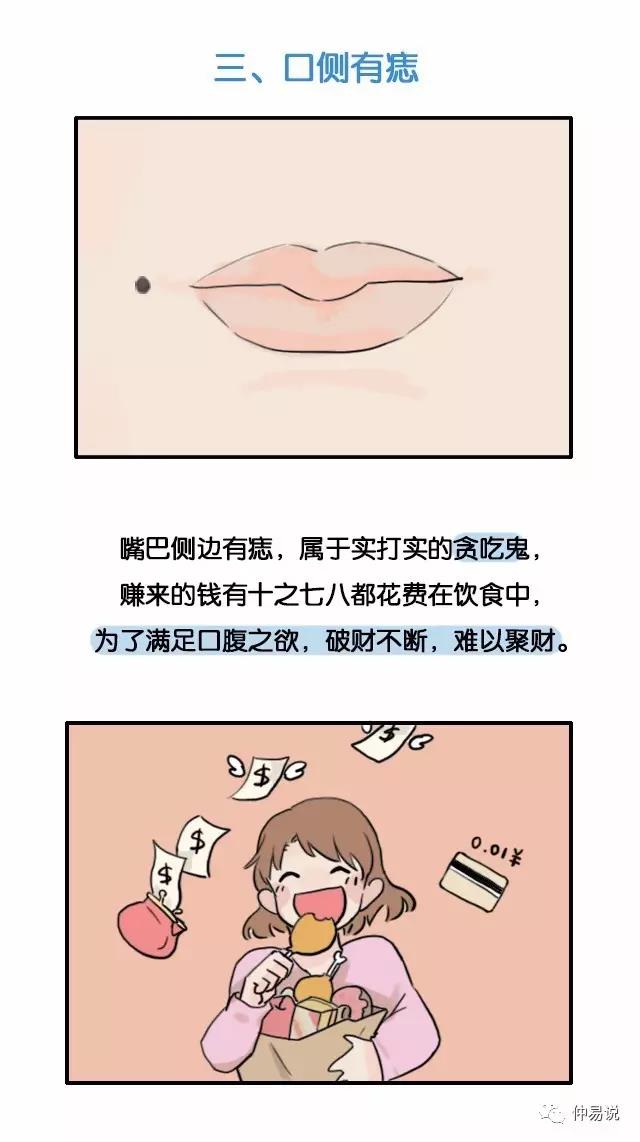 三、口侧有痣
嘴巴侧边有痣，属于实打实的贪吃鬼，
赚来的钱有十之七八都花费在饮食中，
为了满足口腹之欲，破财不断，难以聚财。
$
$
$
$
0.01¥
仲易说